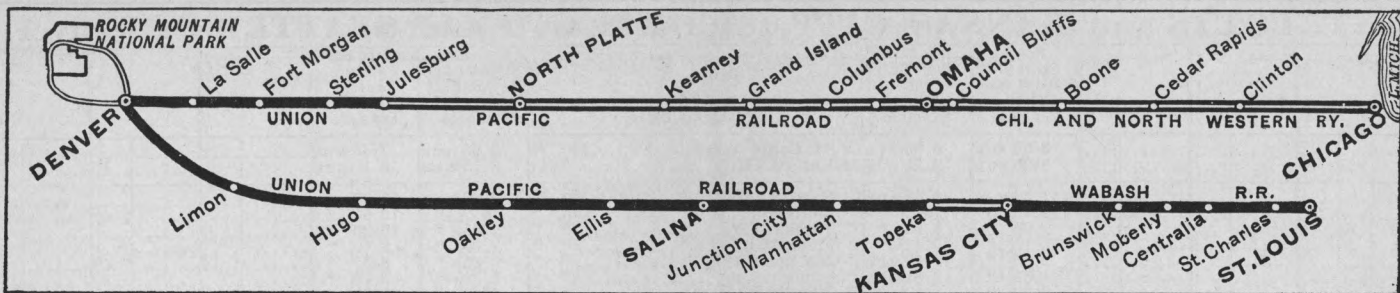 ROCKY MOUNTAIN
NATIONAL PARK
DENVER
La Salle
Fort Morgan
Sterling
Julesburg
NORTH PLATTE
Kearney
Grand Island
Columbus
Fremont
OMAHA
Council Bluffs
Boone
Cedar Rapids
Clinton
CHICAGO
UNION PACIFIC RAILROAD CHI. AND NORTH WESTERN RY.
UNION PACIFIC RAILROAD WABASH R.R.
Limon
Hugo
Oakley
Ellis
SALINA
Junction City
Manhattan
Topeka
KANSAS CITY
Brunswick
Moberly
Centralia
St. Charles
ST. LOUIS